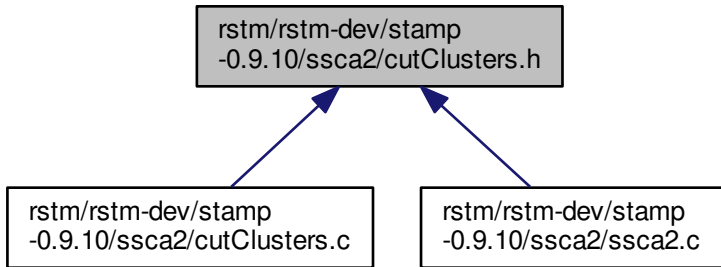 rstm/rstm-dev/stamp
-0.9.10/ssca2/cutClusters.h
rstm/rstm-dev/stamp
-0.9.10/ssca2/cutClusters.c
rstm/rstm-dev/stamp
-0.9.10/ssca2/ssca2.c